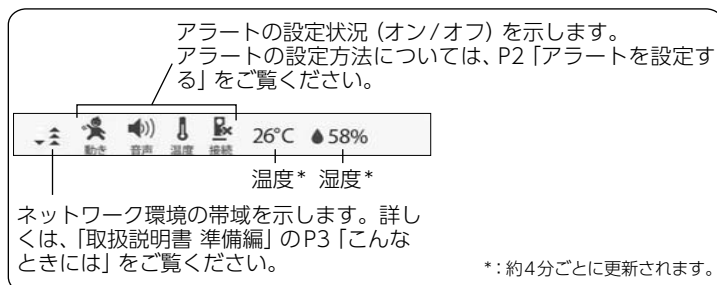 アラートの設定状況（オン/オフ）を示します。
アラートの設定方法については、P2「アラートを設定す
る」をご覧ください。
動き 音声 温度 接続 26°C 58%
温度* 湿度*
ネットワーク環境の帯域を示します。詳し
くは、「取扱説明書 準備編」のP3「こんな
ときには」をご覧ください。
*：約4分ごとに更新されます。